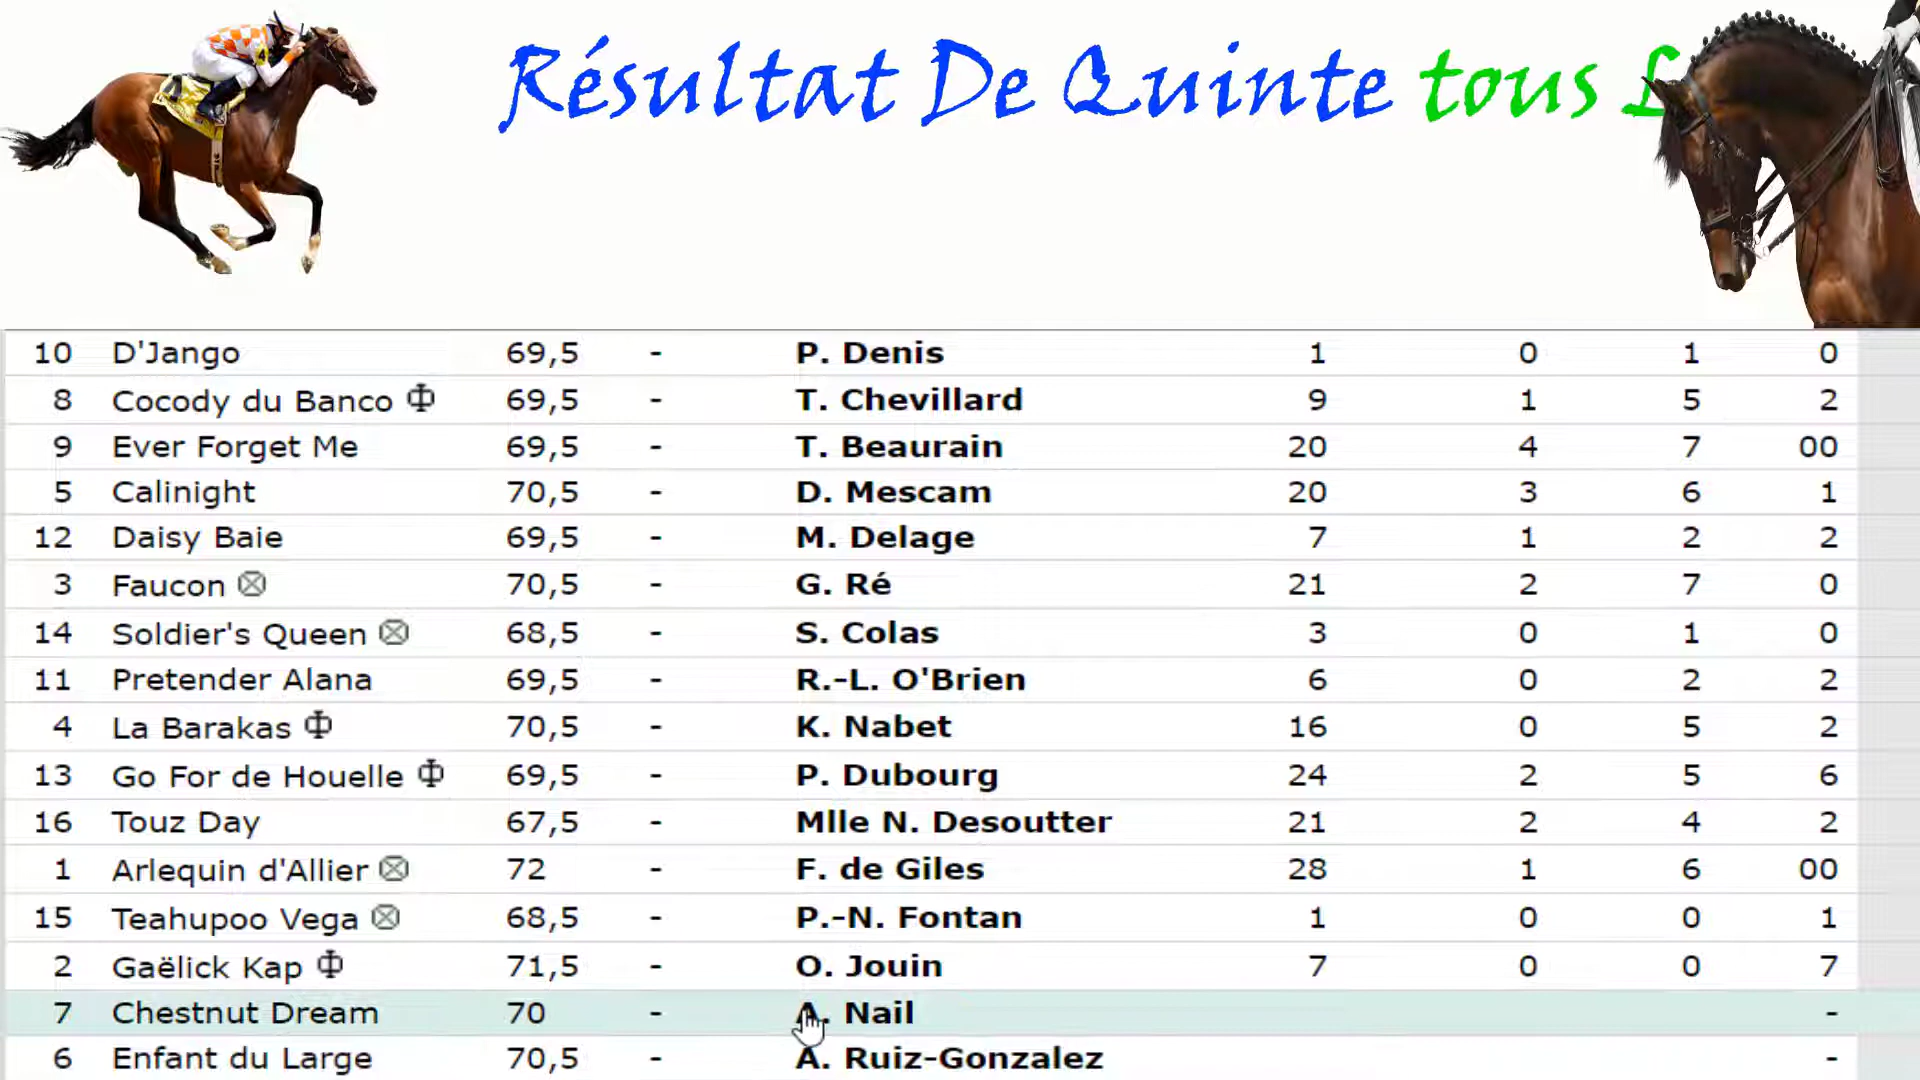 Résultat De Quinte tous L
10 D'Jango 69,5 - P. Denis 1 0 1 0
8 Cocody du Banco 69,5 - T. Chevillard 9 1 5 2
9 Ever Forget Me 69,5 - T. Beaurain 20 4 7 00
5 Calinight 70,5 - D. Mescam 20 3 6 1
12 Daisy Baie 69,5 - M. Delage 7 1 2 2
3 Faucon 70,5 - G. Ré 21 2 7 0
14 Soldier's Queen 68,5 - S. Colas 3 0 1 0
11 Pretender Alana 69,5 - R.-L. O'Brien 6 0 2 2
4 La Barakas 70,5 - K. Nabet 16 0 5 2
13 Go For de Houelle 69,5 - P. Dubourg 24 2 5 6
16 Touz Day 67,5 - Mlle N. Desoutter 21 2 4 2
1 Arlequin d'Allier 72 - F. de Giles 28 1 6 00
15 Teahupoo Vega 68,5 - P.-N. Fontan 1 0 0 1
2 Gaëlick Kap 71,5 - O. Jouin 7 0 0 7
7 Chestnut Dream 70 - A. Nail -
6 Enfant du Large 70,5 - A. Ruiz-Gonzalez -